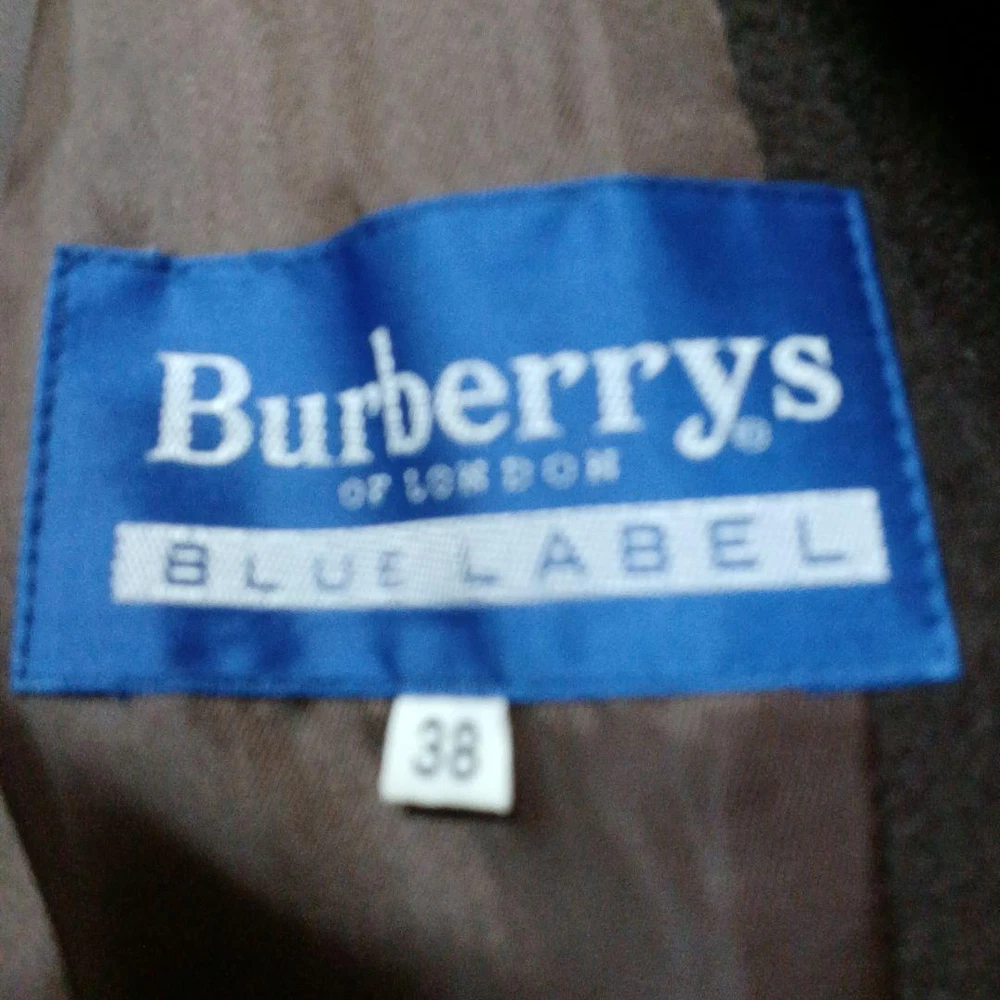 Burberrys®
OF LONDON
BLUE LABEL
38